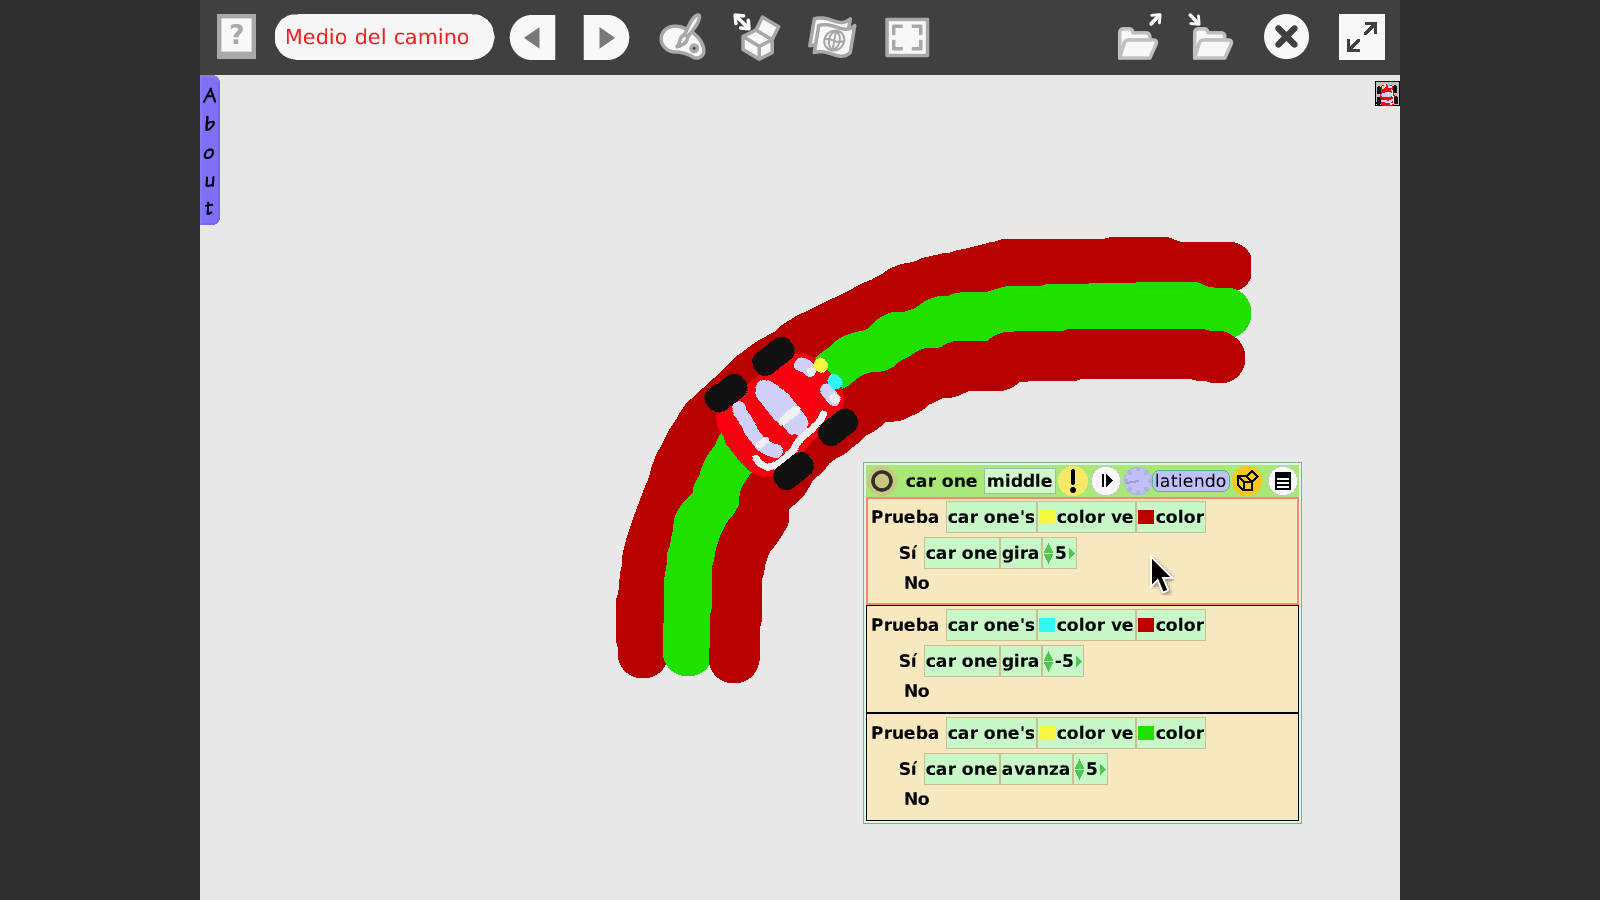 ?
Medio del camino
About
car one middle ! latiendo
Prueba car one's color ve color
Sí car one gira 5
No
Prueba car one's color ve color
Sí car one gira -5
No
Prueba car one's color ve color
Sí car one avanza 5
No